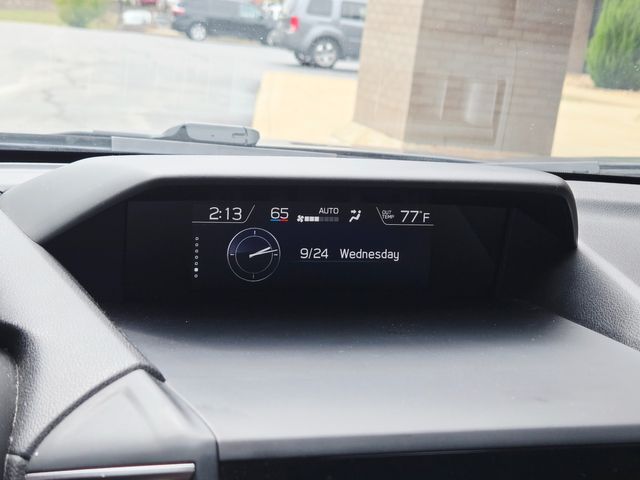 2:13 65 AUTO OUT TEMP 77°F
9/24 Wednesday